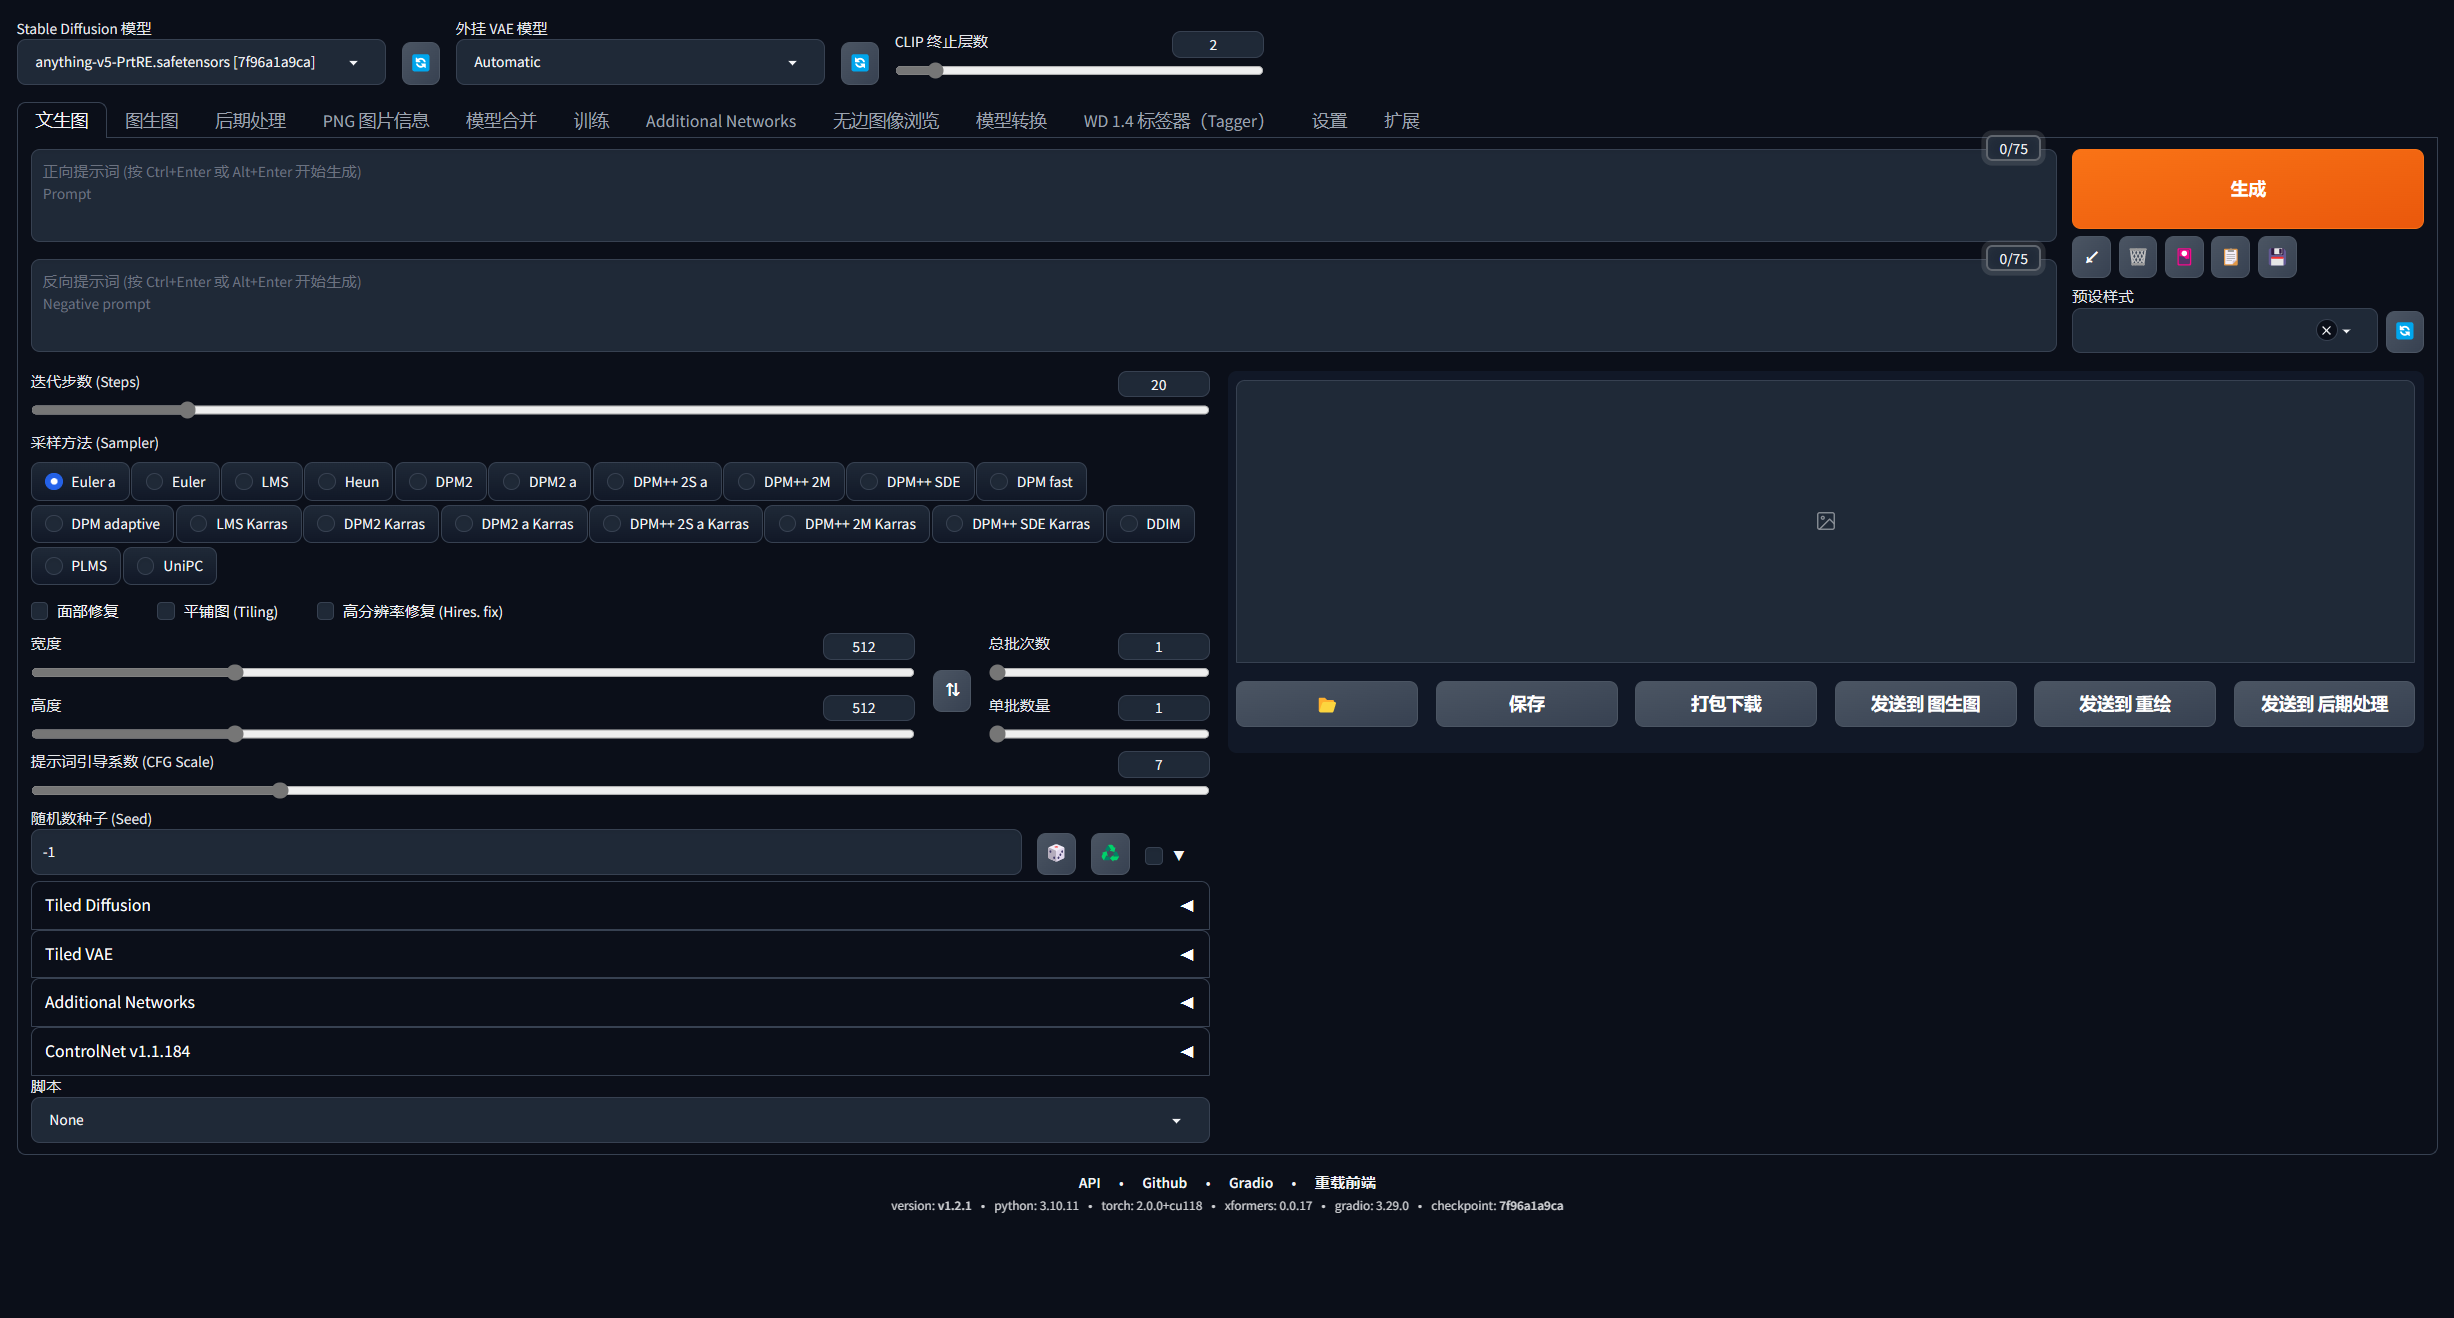 Stable Diffusion 模型
外挂 VAE 模型
CLIP 终止层数
2
anything-v5-PrtRE.safetensors [7f96a1a9ca]
Automatic
文生图 图生图 后期处理 PNG 图片信息 模型合并 训练 Additional Networks 无边图像浏览 模型转换 WD 1.4 标签器（Tagger） 设置 扩展
0/75
正向提示词 (按 Ctrl+Enter 或 Alt+Enter 开始生成)
Prompt
生成
0/75
反向提示词 (按 Ctrl+Enter 或 Alt+Enter 开始生成)
Negative prompt
预设样式
迭代步数 (Steps)
20
采样方法 (Sampler)
Euler a Euler LMS Heun DPM2 DPM2 a DPM++ 2S a DPM++ 2M DPM++ SDE DPM fast
DPM adaptive LMS Karras DPM2 Karras DPM2 a Karras DPM++ 2S a Karras DPM++ 2M Karras DPM++ SDE Karras DDIM
PLMS UniPC
面部修复 平铺图 (Tiling) 高分辨率修复 (Hires. fix)
宽度
512
总批次数
1
高度
512
单批数量
1
提示词引导系数 (CFG Scale)
7
随机数种子 (Seed)
-1
▼
Tiled Diffusion
Tiled VAE
Additional Networks
ControlNet v1.1.184
脚本
None
保存 打包下载 发送到 图生图 发送到 重绘 发送到 后期处理
API • Github • Gradio • 重载前端
version: v1.2.1 • python: 3.10.11 • torch: 2.0.0+cu118 • xformers: 0.0.17 • gradio: 3.29.0 • checkpoint: 7f96a1a9ca